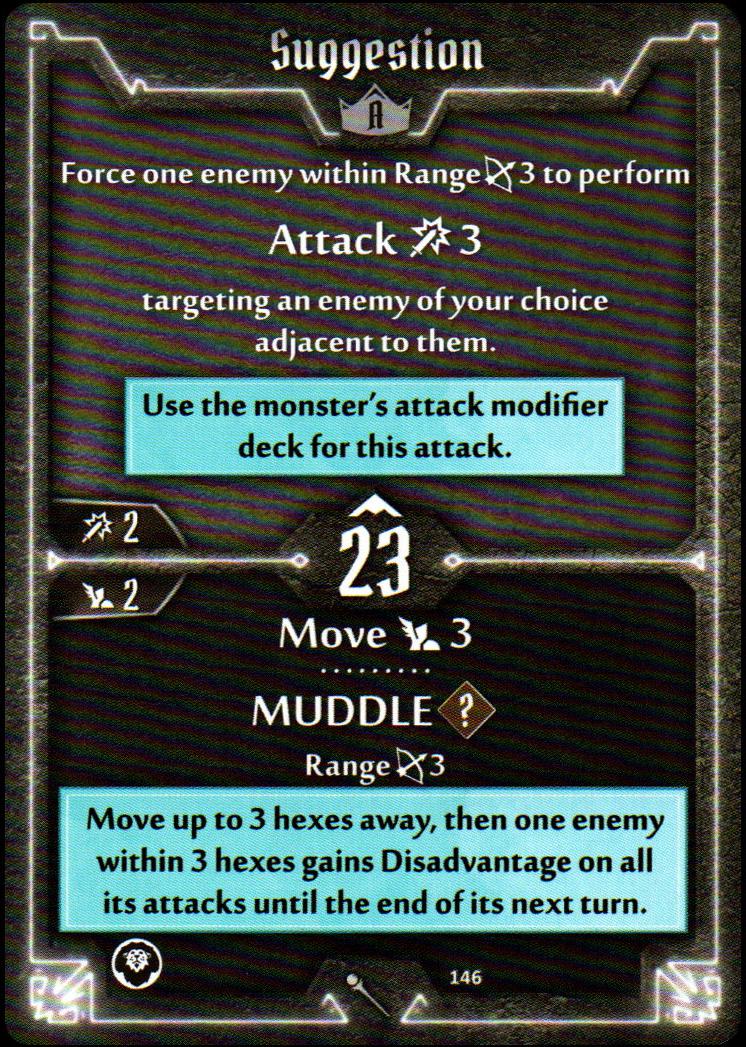 Suggestion
A
Force one enemy within Range 3 to perform
Attack 3
targeting an enemy of your choice
adjacent to them.
Use the monster's attack modifier
deck for this attack.
2
23
2
Move 3
MUDDLE ?
Range 3
Move up to 3 hexes away, then one enemy
within 3 hexes gains Disadvantage on all
its attacks until the end of its next turn.
146